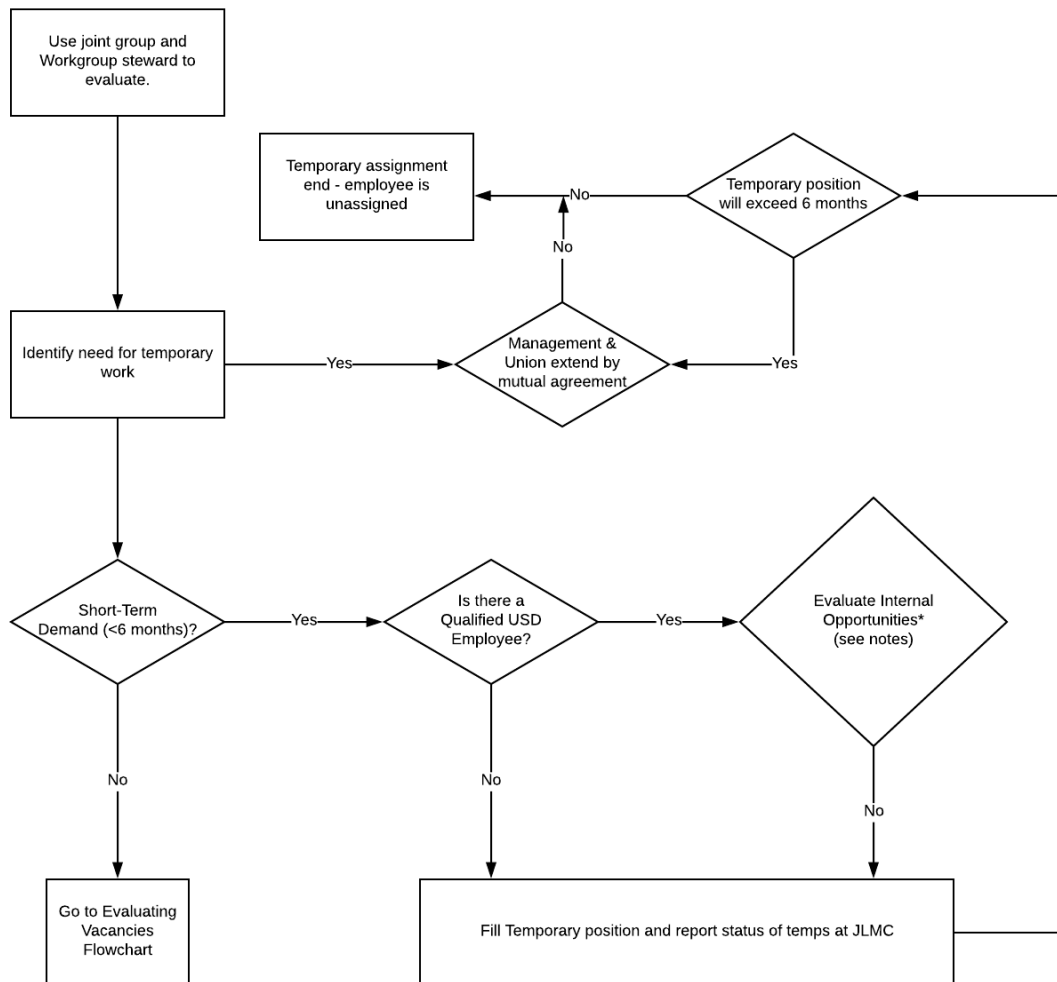 Use joint group and
Workgroup steward to
evaluate.
Temporary assignment
end - employee is
unassigned
No
Temporary position
will exceed 6 months
No
Identify need for temporary
work
Yes
Management &
Union extend by
mutual agreement
Yes
Short-Term
Demand (<6 months)?
Yes
Is there a
Qualified USD
Employee?
Yes
Evaluate Internal
Opportunities*
(see notes)
No
No
No
Go to Evaluating
Vacancies
Flowchart
Fill Temporary position and report status of temps at JLMC